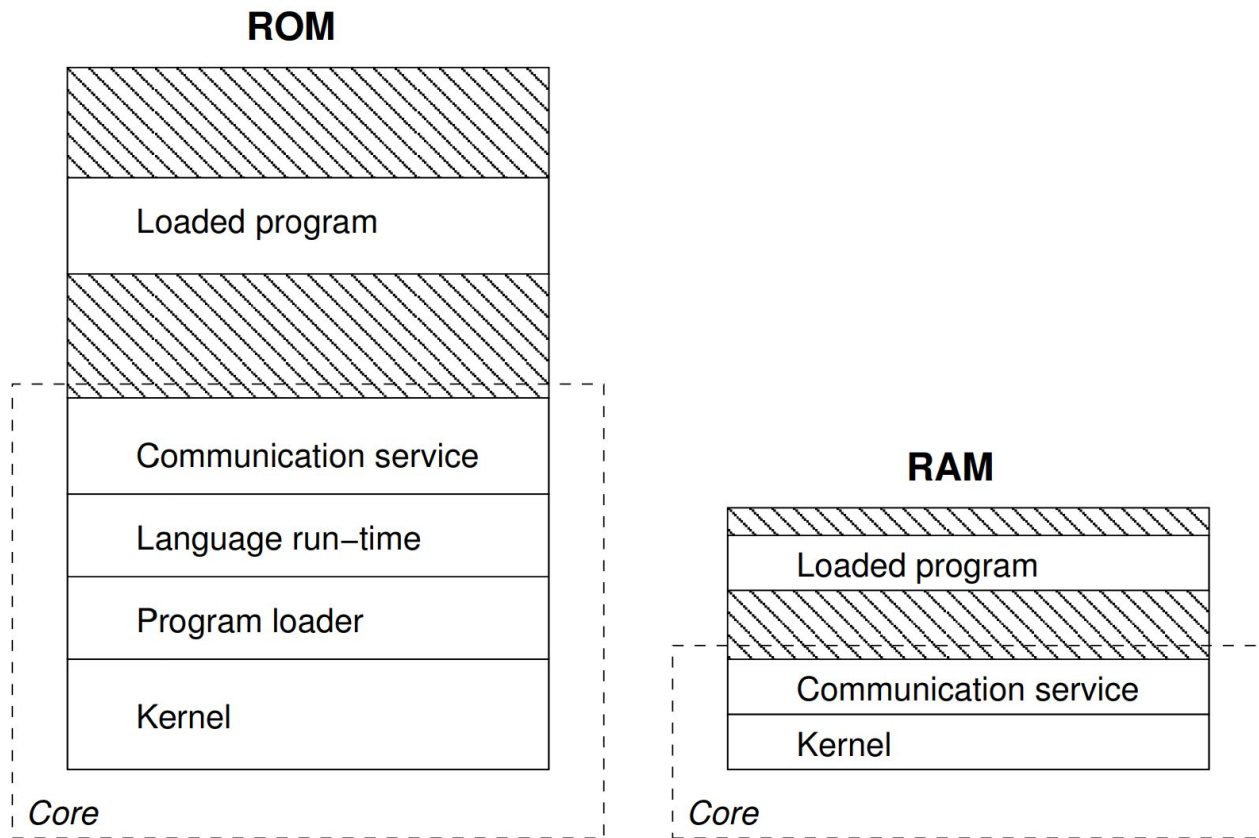 ROM
Loaded program
Communication service
Language run−time
Program loader
Kernel
Core
RAM
Loaded program
Communication service
Kernel
Core